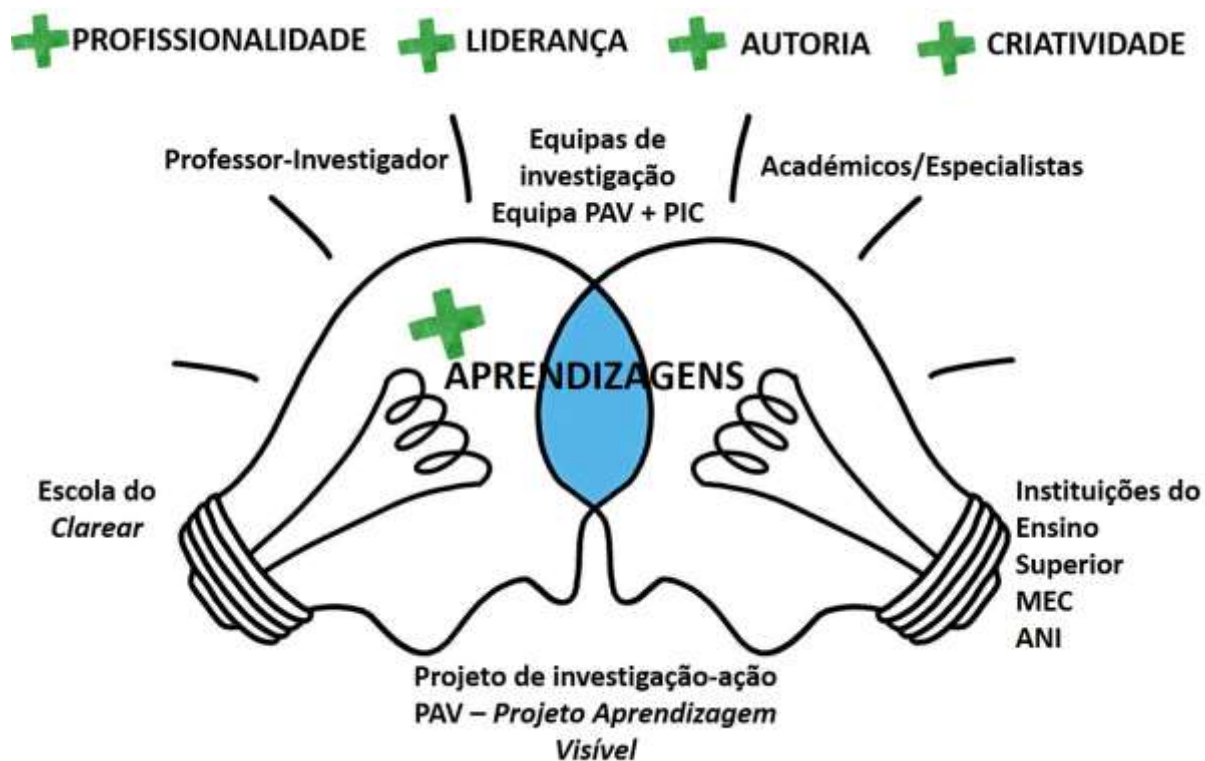 PROFISSIONALIDADE LIDERANÇA AUTORIA CRIATIVIDADE
Professor-Investigador
Equipas de
investigação
Equipa PAV + PIC
Académicos/Especialistas
APRENDIZAGENS
Escola do
Clarear
Instituições do
Ensino
Superior
MEC
ANI
Projeto de investigação-ação
PAV – Projeto Aprendizagem
Visível